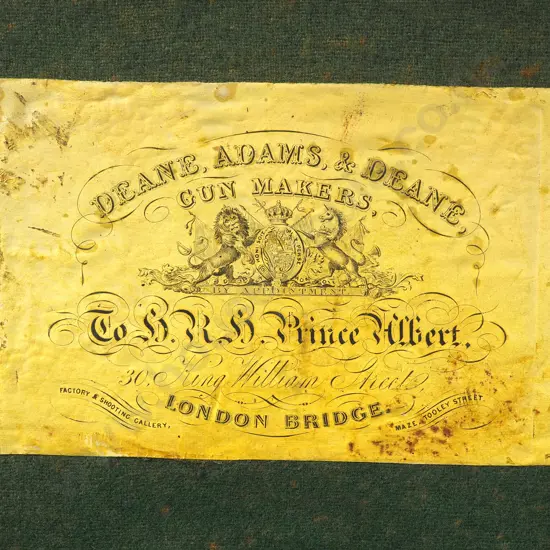 DEANE, ADAMS, & DEANE,
GUN MAKERS,
BY APPOINTMENT
To H.R.H. Prince Albert,
30, King William Street
LONDON BRIDGE.
FACTORY & SHOOTING GALLERY,
MAZE, TOOLEY STREET.